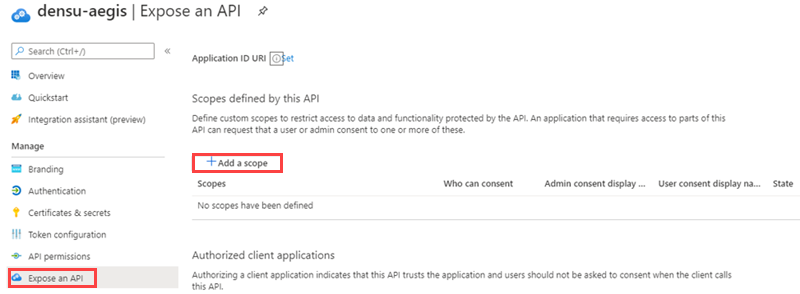 densu-aegis | Expose an API
Search (Ctrl+/)
«
Overview
Quickstart
Integration assistant (preview)
Manage
Branding
Authentication
Certificates & secrets
Token configuration
API permissions
Expose an API
Application ID URI Set
Scopes defined by this API
Define custom scopes to restrict access to data and functionality protected by the API. An application that requires access to parts of this
API can request that a user or admin consent to one or more of these.
+ Add a scope
Scopes Who can consent Admin consent display ... User consent display na... State
No scopes have been defined
Authorized client applications
Authorizing a client application indicates that this API trusts the application and users should not be asked to consent when the client calls
this API.